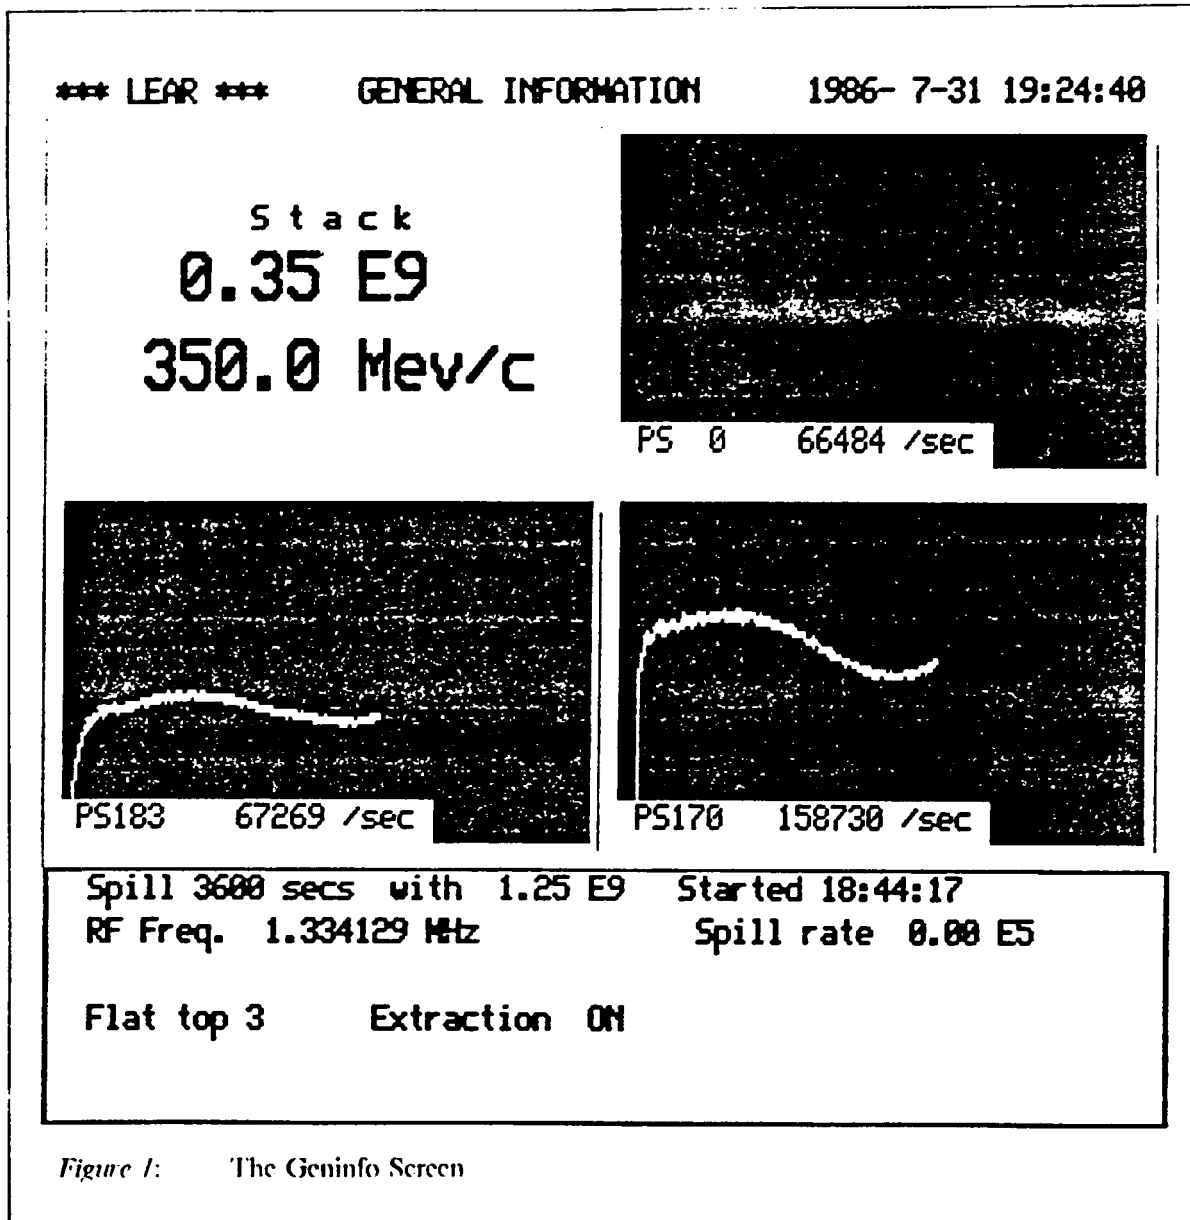 *** LEAR *** GENERAL INFORMATION 1986- 7-31 19:24:40
Stack
0.35 E9
350.0 Mev/c
PS 0 66484 /sec
PS183 67269 /sec
PS170 158730 /sec
Spill 3600 secs with 1.25 E9 Started 18:44:17
RF Freq. 1.334129 MHz Spill rate 0.00 E5
Flat top 3 Extraction ON
Figure 1: The Geninfo Screen